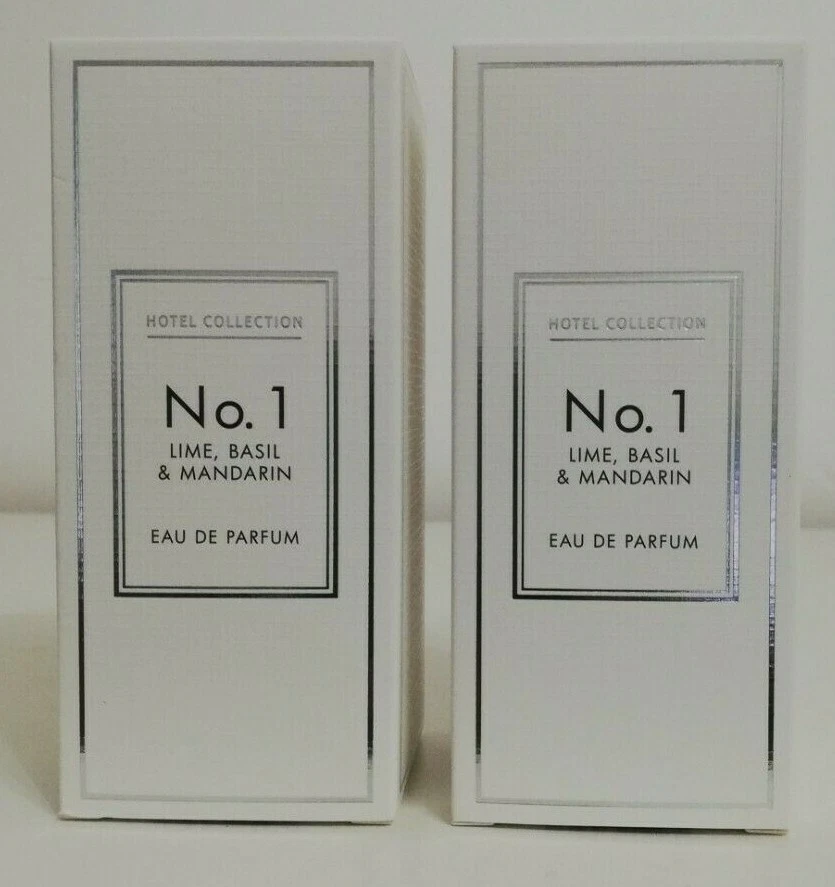 HOTEL COLLECTION
No. 1
LIME, BASIL
& MANDARIN
EAU DE PARFUM
HOTEL COLLECTION
No. 1
LIME, BASIL
& MANDARIN
EAU DE PARFUM